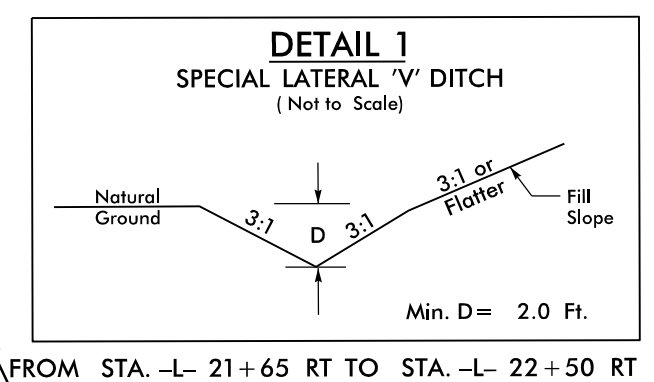 DETAIL 1
SPECIAL LATERAL 'V' DITCH
( Not to Scale)
Natural
Ground
3:1
D
3:1
3:1 or
Flatter
Fill
Slope
Min. D= 2.0 Ft.
FROM STA. -L- 21+65 RT TO STA. -L- 22+50 RT